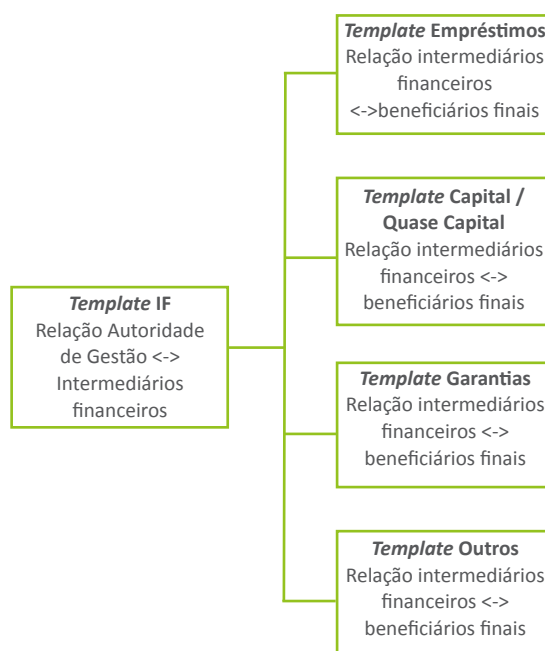 Template Empréstimos
Relação intermediários
financeiros
<->beneficiários finais
Template Capital /
Quase Capital
Relação intermediários
financeiros <->
beneficiários finais
Template IF
Relação Autoridade
de Gestão <->
Intermediários
financeiros
Template Garantias
Relação intermediários
financeiros <->
beneficiários finais
Template Outros
Relação intermediários
financeiros <->
beneficiários finais